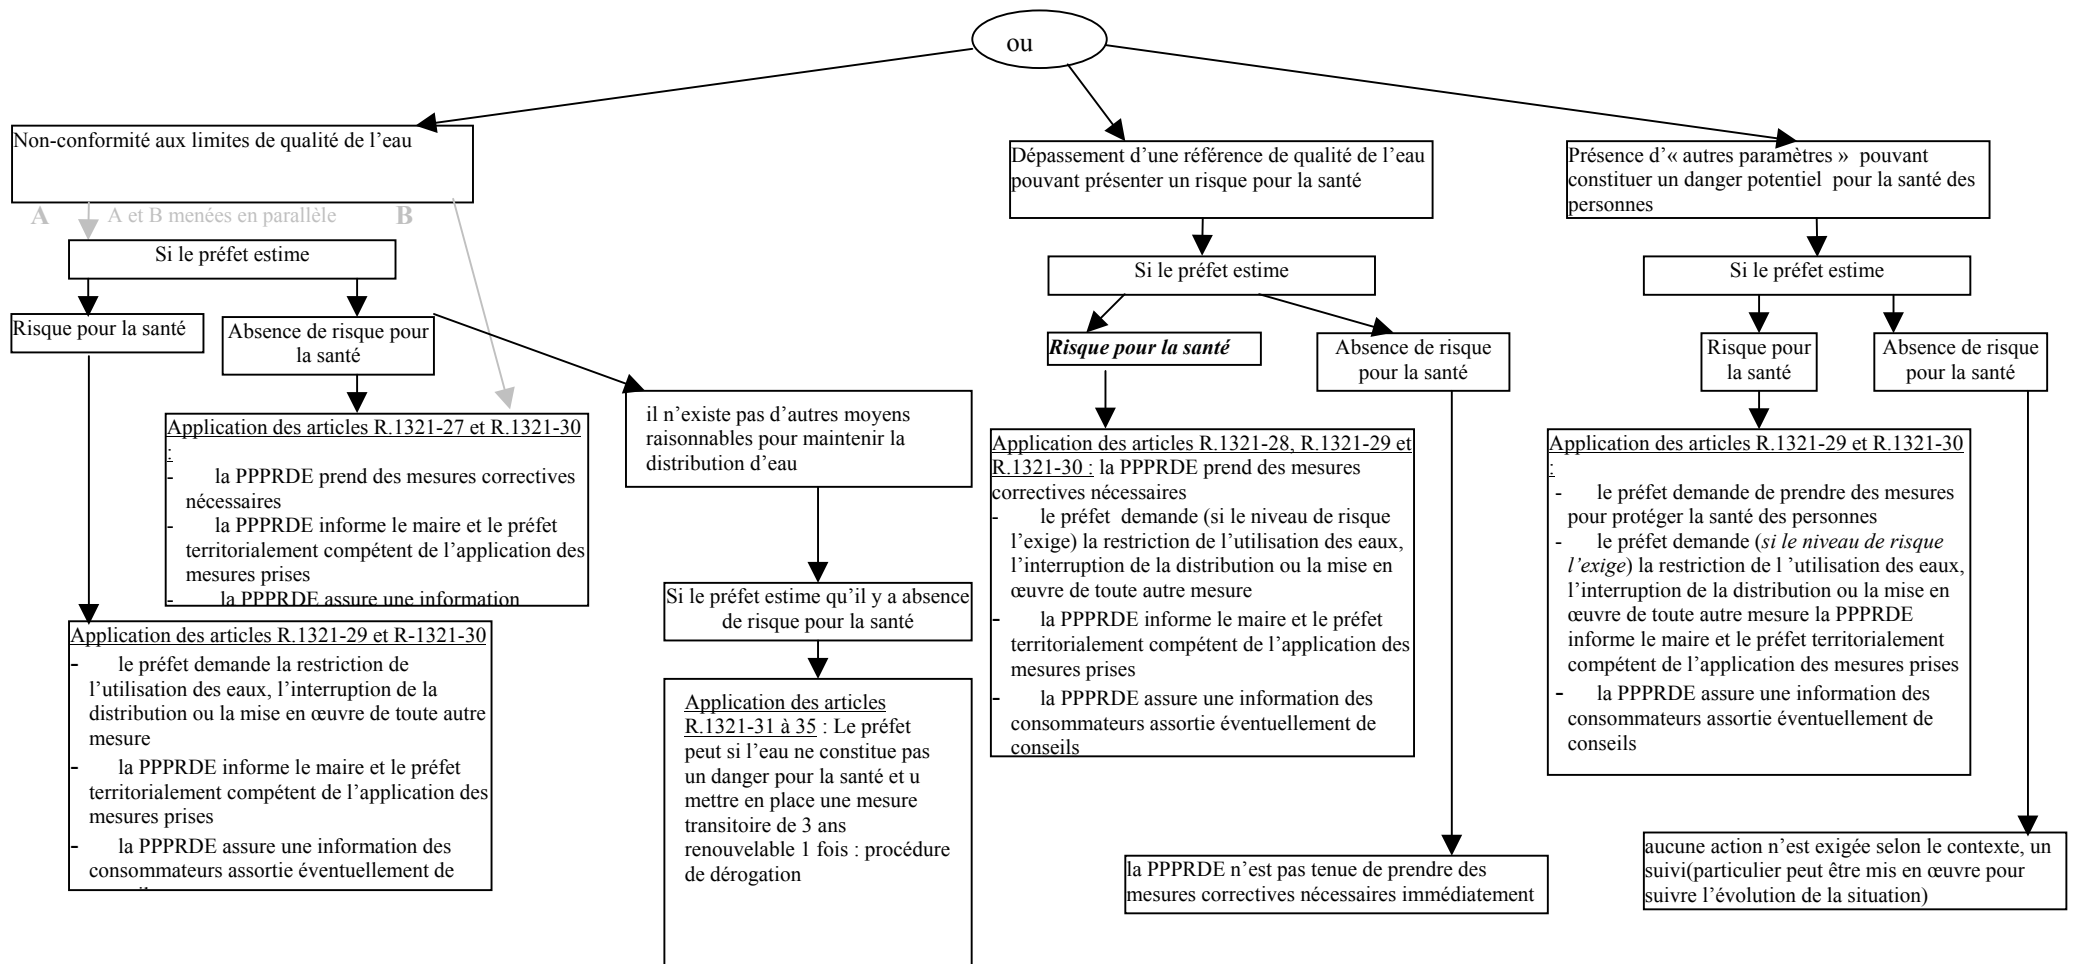 ou
Non-conformité aux limites de qualité de l’eau
A
A et B menées en parallèle
B
Si le préfet estime
Risque pour la santé
Absence de risque pour
la santé
Application des articles R.1321-27 et R.1321-30
:
- la PPPRDE prend des mesures correctives
nécessaires
- la PPPRDE informe le maire et le préfet
territorialement compétent de l’application des
mesures prises
- la PPPRDE assure une information
Application des articles R.1321-29 et R-1321-30
- le préfet demande la restriction de
l’utilisation des eaux, l’interruption de la
distribution ou la mise en œuvre de toute autre
mesure
- la PPPRDE informe le maire et le préfet
territorialement compétent de l’application des
mesures prises
- la PPPRDE assure une information des
consommateurs assortie éventuellement de
il n’existe pas d’autres moyens
raisonnables pour maintenir la
distribution d’eau
Si le préfet estime qu’il y a absence
de risque pour la santé
Application des articles
R.1321-31 à 35 : Le préfet
peut si l’eau ne constitue pas
un danger pour la santé et u
mettre en place une mesure
transitoire de 3 ans
renouvelable 1 fois : procédure
de dérogation
Dépassement d’une référence de qualité de l’eau
pouvant présenter un risque pour la santé
Si le préfet estime
Risque pour la santé
Absence de risque
pour la santé
Application des articles R.1321-28, R.1321-29 et
R.1321-30 : la PPPRDE prend des mesures
correctives nécessaires
- le préfet demande (si le niveau de risque
l’exige) la restriction de l’utilisation des eaux,
l’interruption de la distribution ou la mise en
œuvre de toute autre mesure
- la PPPRDE informe le maire et le préfet
territorialement compétent de l’application des
mesures prises
- la PPPRDE assure une information des
consommateurs assortie éventuellement de
conseils
la PPPRDE n’est pas tenue de prendre des
mesures correctives nécessaires immédiatement
Présence d’« autres paramètres » pouvant
constituer un danger potentiel pour la santé des
personnes
Si le préfet estime
Risque pour
la santé
Absence de risque
pour la santé
Application des articles R.1321-29 et R.1321-30
:
- le préfet demande de prendre des mesures
pour protéger la santé des personnes
- le préfet demande (si le niveau de risque
l’exige) la restriction de l ’utilisation des eaux,
l’interruption de la distribution ou la mise en
œuvre de toute autre mesure la PPPRDE
informe le maire et le préfet territorialement
compétent de l’application des mesures prises
- la PPPRDE assure une information des
consommateurs assortie éventuellement de
conseils
aucune action n’est exigée selon le contexte, un
suivi(particulier peut être mis en œuvre pour
suivre l’évolution de la situation)